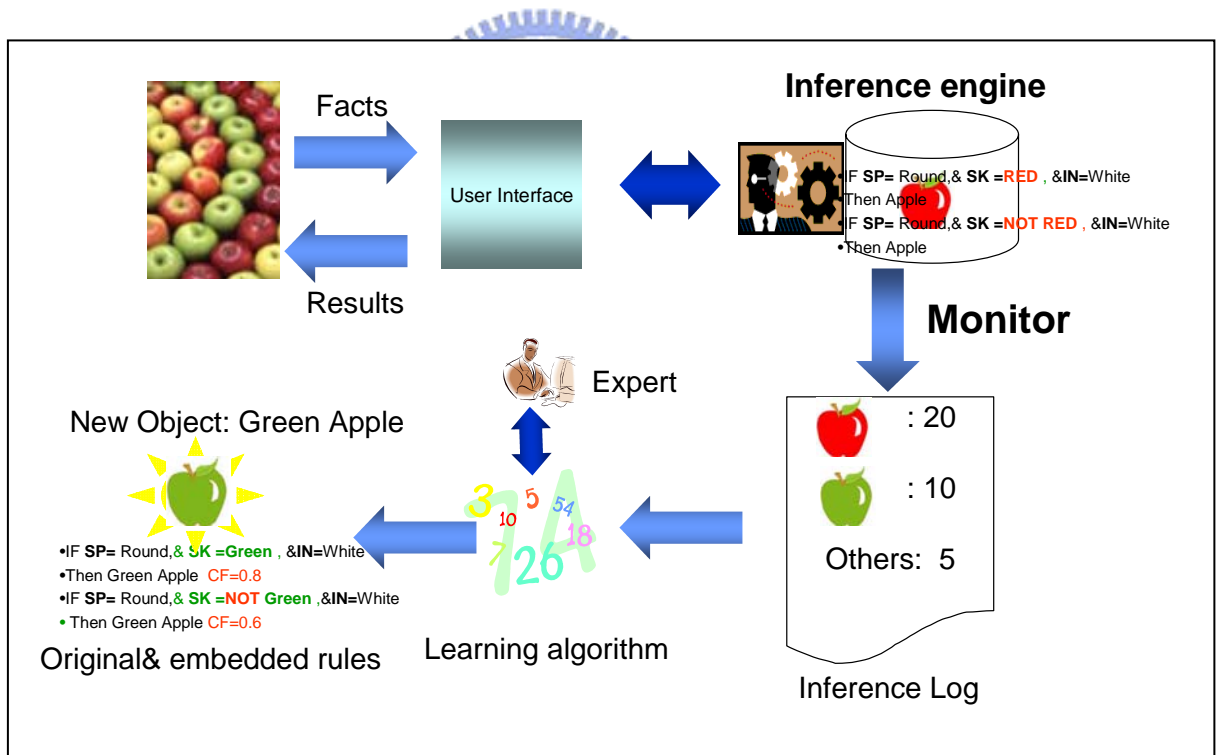 Inference engine
Facts
User Interface
•IF SP= Round,& SK =RED , &IN=White
•Then Apple
•IF SP= Round,& SK =NOT RED , &IN=White
•Then Apple
Results
Monitor
Expert
New Object: Green Apple
: 20
: 10
Others: 5
3
5
54
10
18
7
26
•IF SP= Round,& SK =Green , &IN=White
•Then Green Apple CF=0.8
•IF SP= Round,& SK =NOT Green ,&IN=White
• Then Green Apple CF=0.6
Original& embedded rules
Learning algorithm
Inference Log